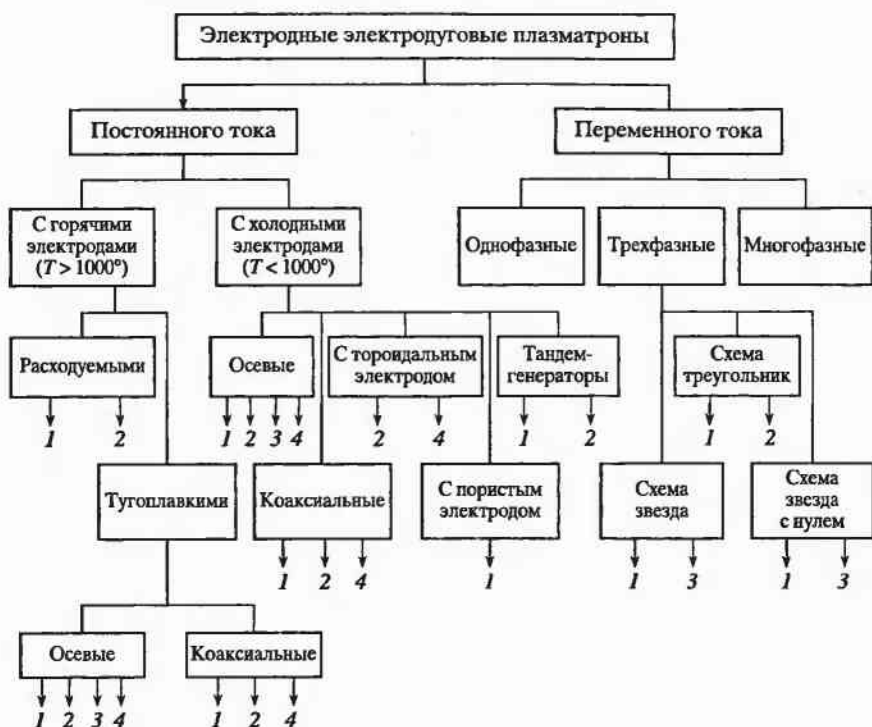 Электродные электродуговые плазматроны
Постоянного тока
Переменного тока
С горячими
электродами
(T > 1000°)
С холодными
электродами
(T < 1000°)
Однофазные
Трехфазные
Многофазные
Расходуемыми
1 2
Осевые
1 2 3 4
С тороидальным
электродом
2 4
Тандем-
генераторы
1 2
Схема
треугольник
1 2
Тугоплавкими
Коаксиальные
1 2 4
С пористым
электродом
1
Схема
звезда
1 3
Схема
звезда
с нулем
1 3
Осевые
1 2 3 4
Коаксиальные
1 2 4